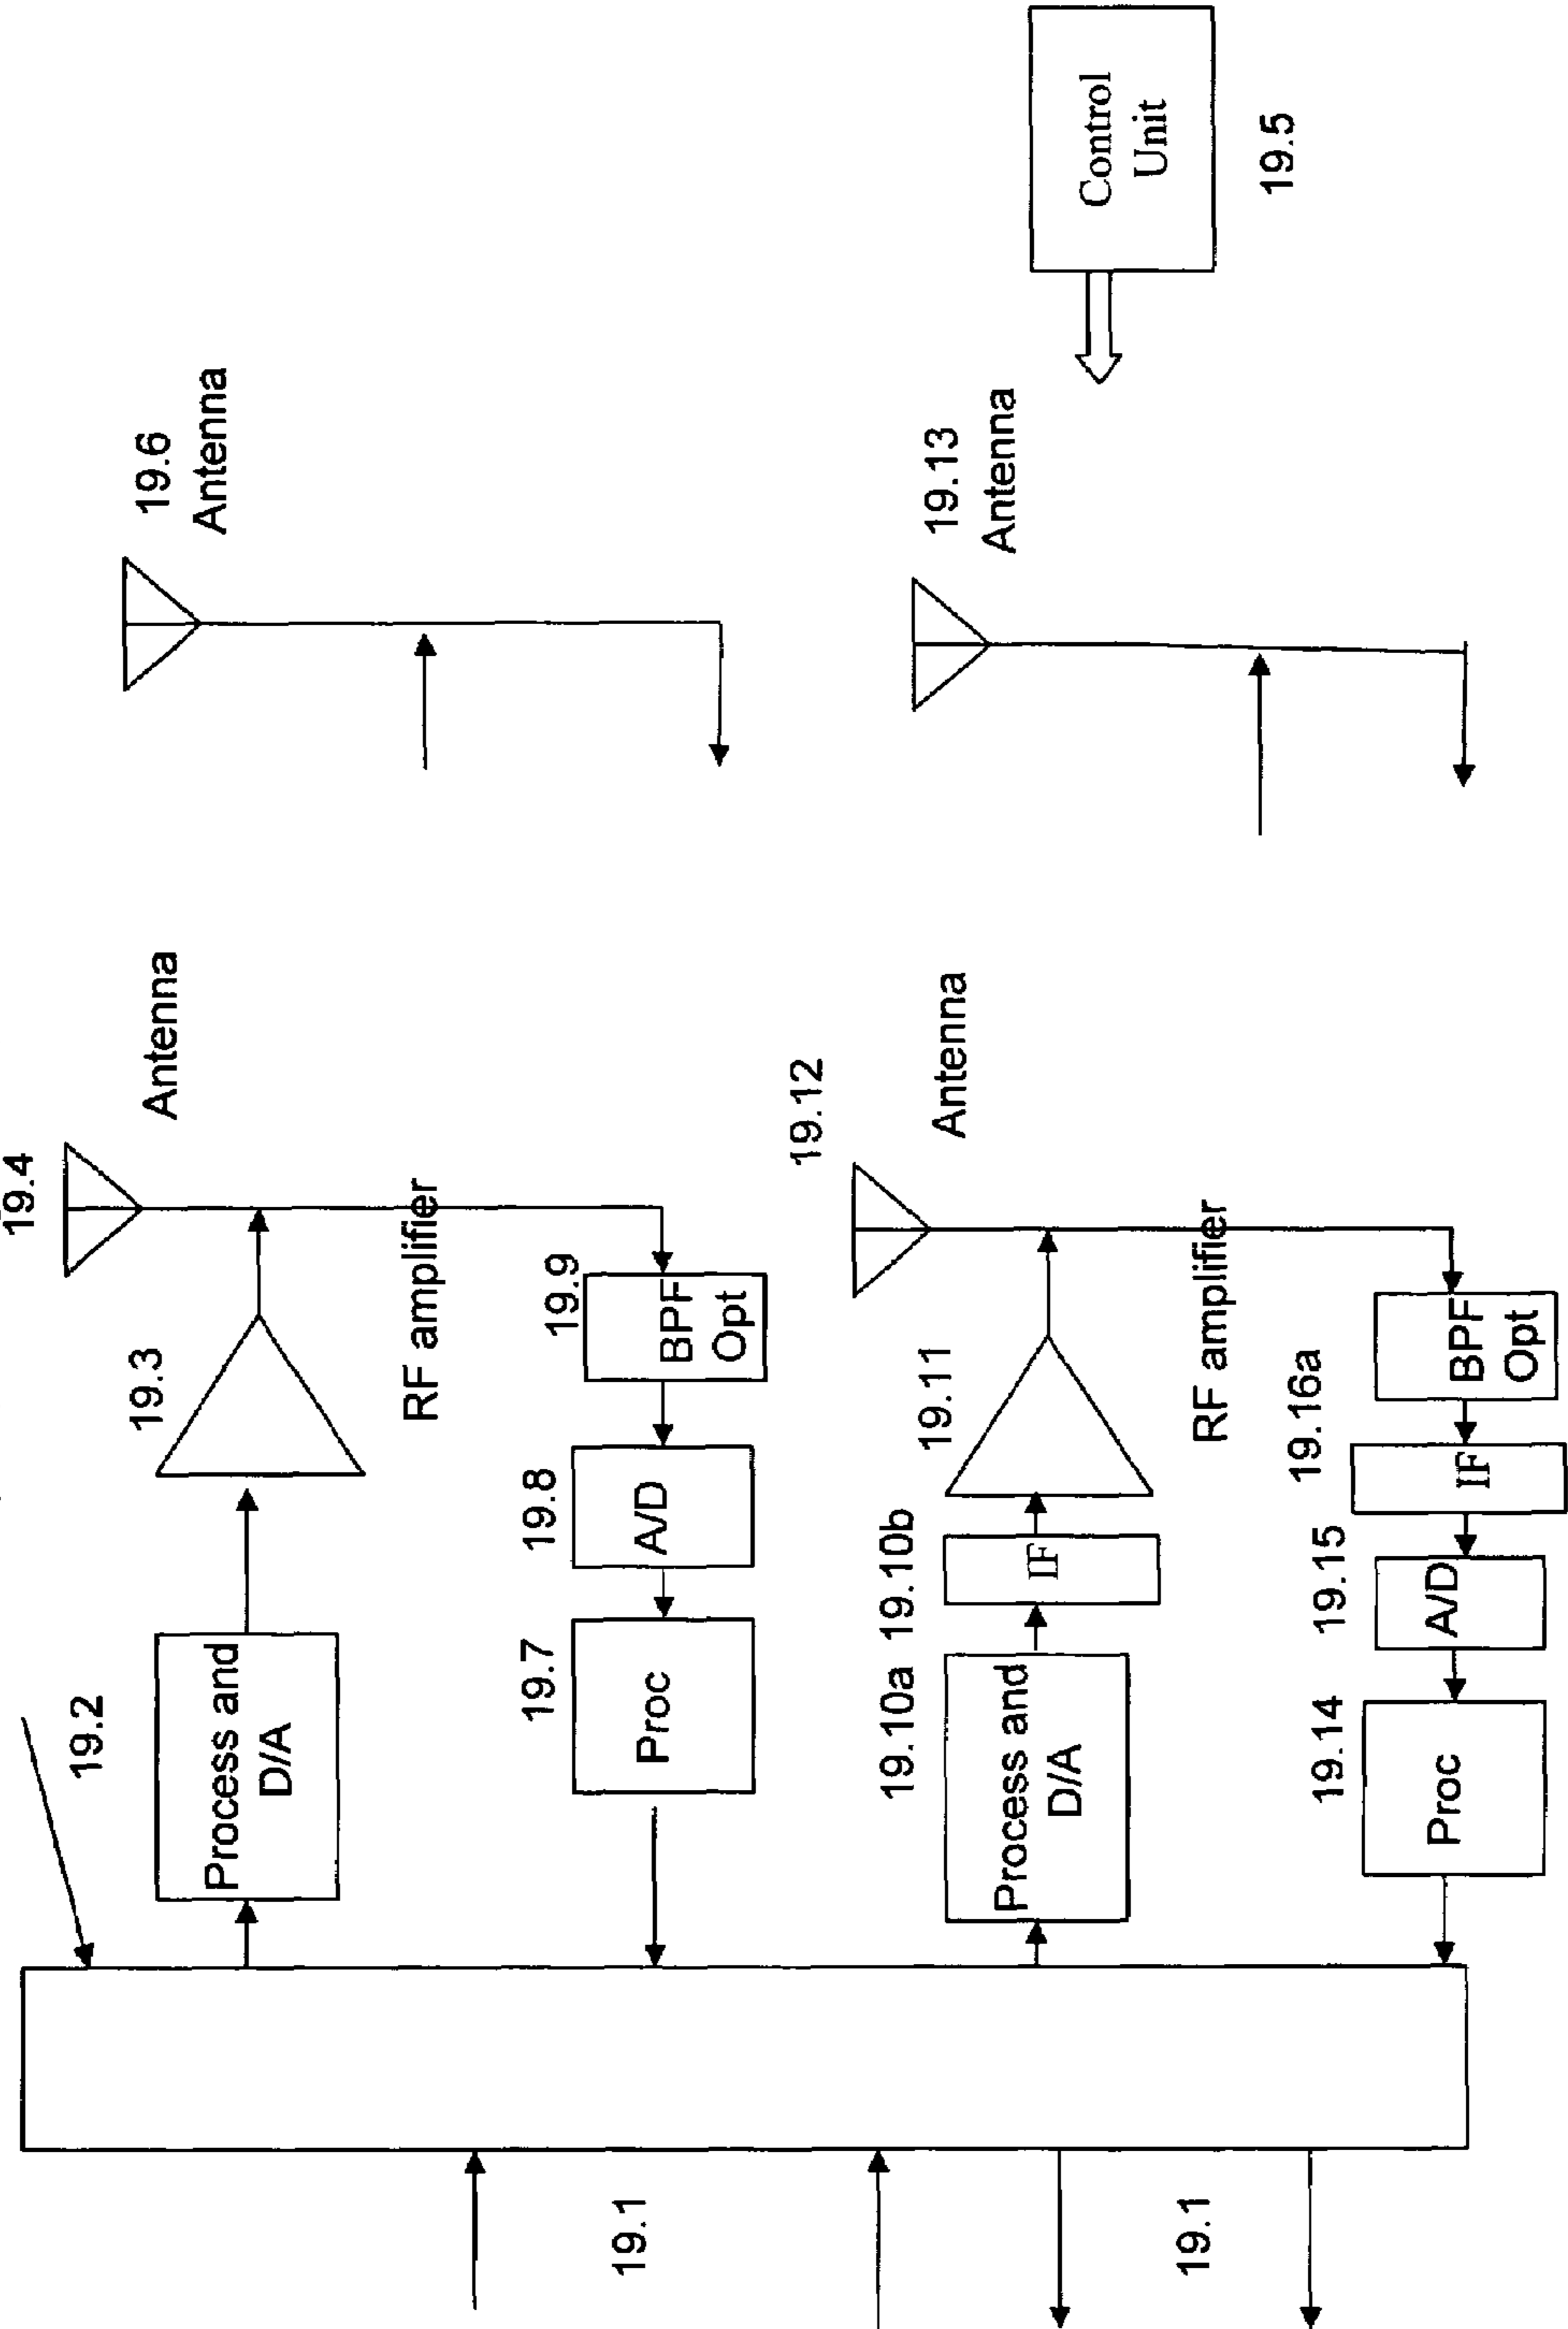 19.4
Antenna
19.6
Antenna
19.2
19.3
Process and
D/A
RF amplifier
19.7
19.8
19.9
Proc
A/D
BPF
Opt
19.1
19.12
Antenna
19.13
Antenna
19.10a
19.10b
19.11
Process and
D/A
IF
RF amplifier
Control
Unit
19.5
19.14
19.15
19.16a
Proc
A/D
IF
BPF
Opt
19.1